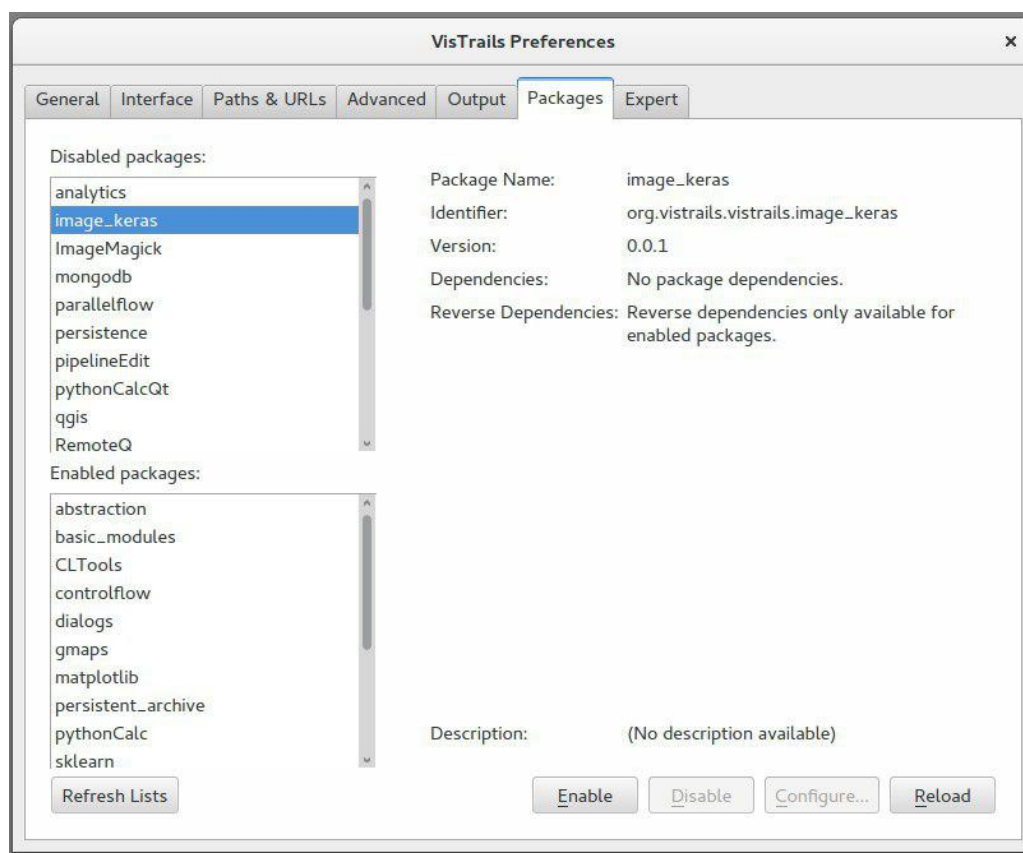 VisTrails Preferences
General Interface Paths & URLs Advanced Output Packages Expert
Disabled packages:
analytics
image_keras
ImageMagick
mongodb
parallelflow
persistence
pipelineEdit
pythonCalcQt
qgis
RemoteQ
Package Name: image_keras
Identifier: org.vistrails.vistrails.image_keras
Version: 0.0.1
Dependencies: No package dependencies.
Reverse Dependencies: Reverse dependencies only available for
enabled packages.
Enabled packages:
abstraction
basic_modules
CLTools
controlflow
dialogs
gmaps
matplotlib
persistent_archive
pythonCalc
sklearn
Description: (No description available)
Refresh Lists Enable Disable Configure... Reload